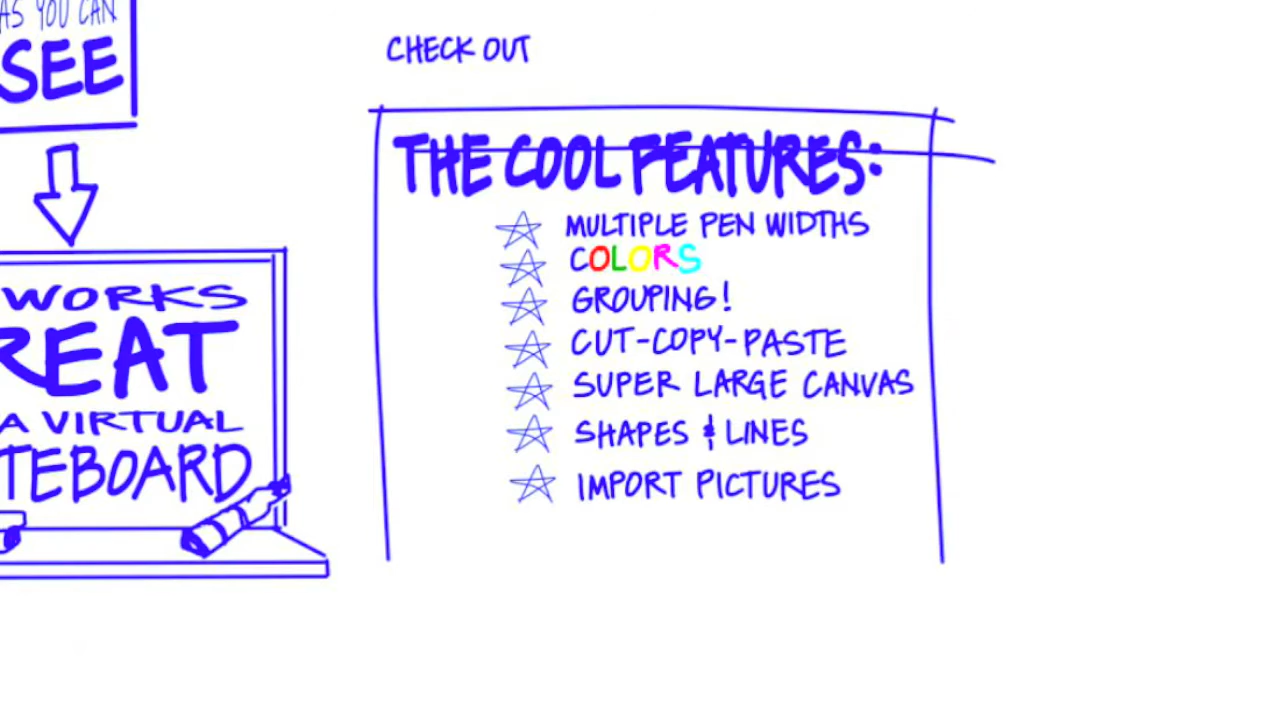 AS YOU CAN
SEE
WORKS
REAT
A VIRTUAL
TEBOARD
CHECK OUT
THE COOL FEATURES:
MULTIPLE PEN WIDTHS
COLORS
GROUPING!
CUT-COPY-PASTE
SUPER LARGE CANVAS
SHAPES & LINES
IMPORT PICTURES